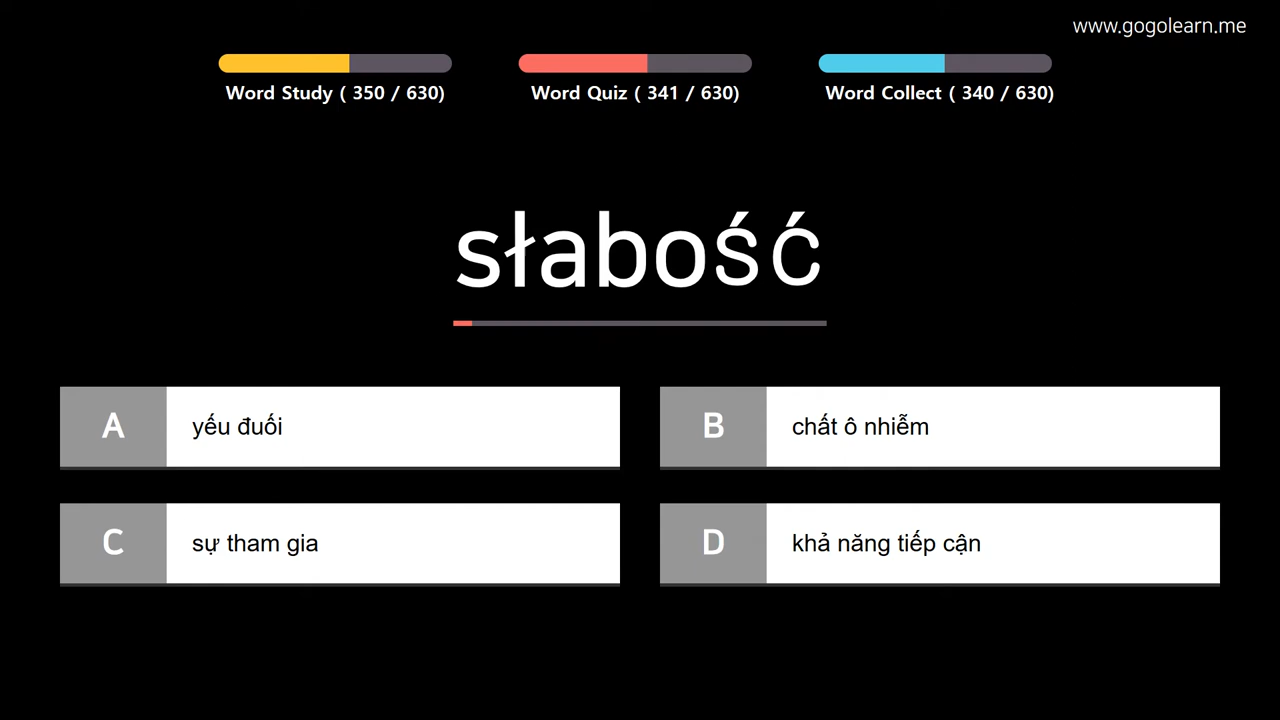 www.gogolearn.me
Word Study ( 350 / 630)
Word Quiz ( 341 / 630)
Word Collect ( 340 / 630)
słabość
A yếu đuối
B chất ô nhiễm
C sự tham gia
D khả năng tiếp cận